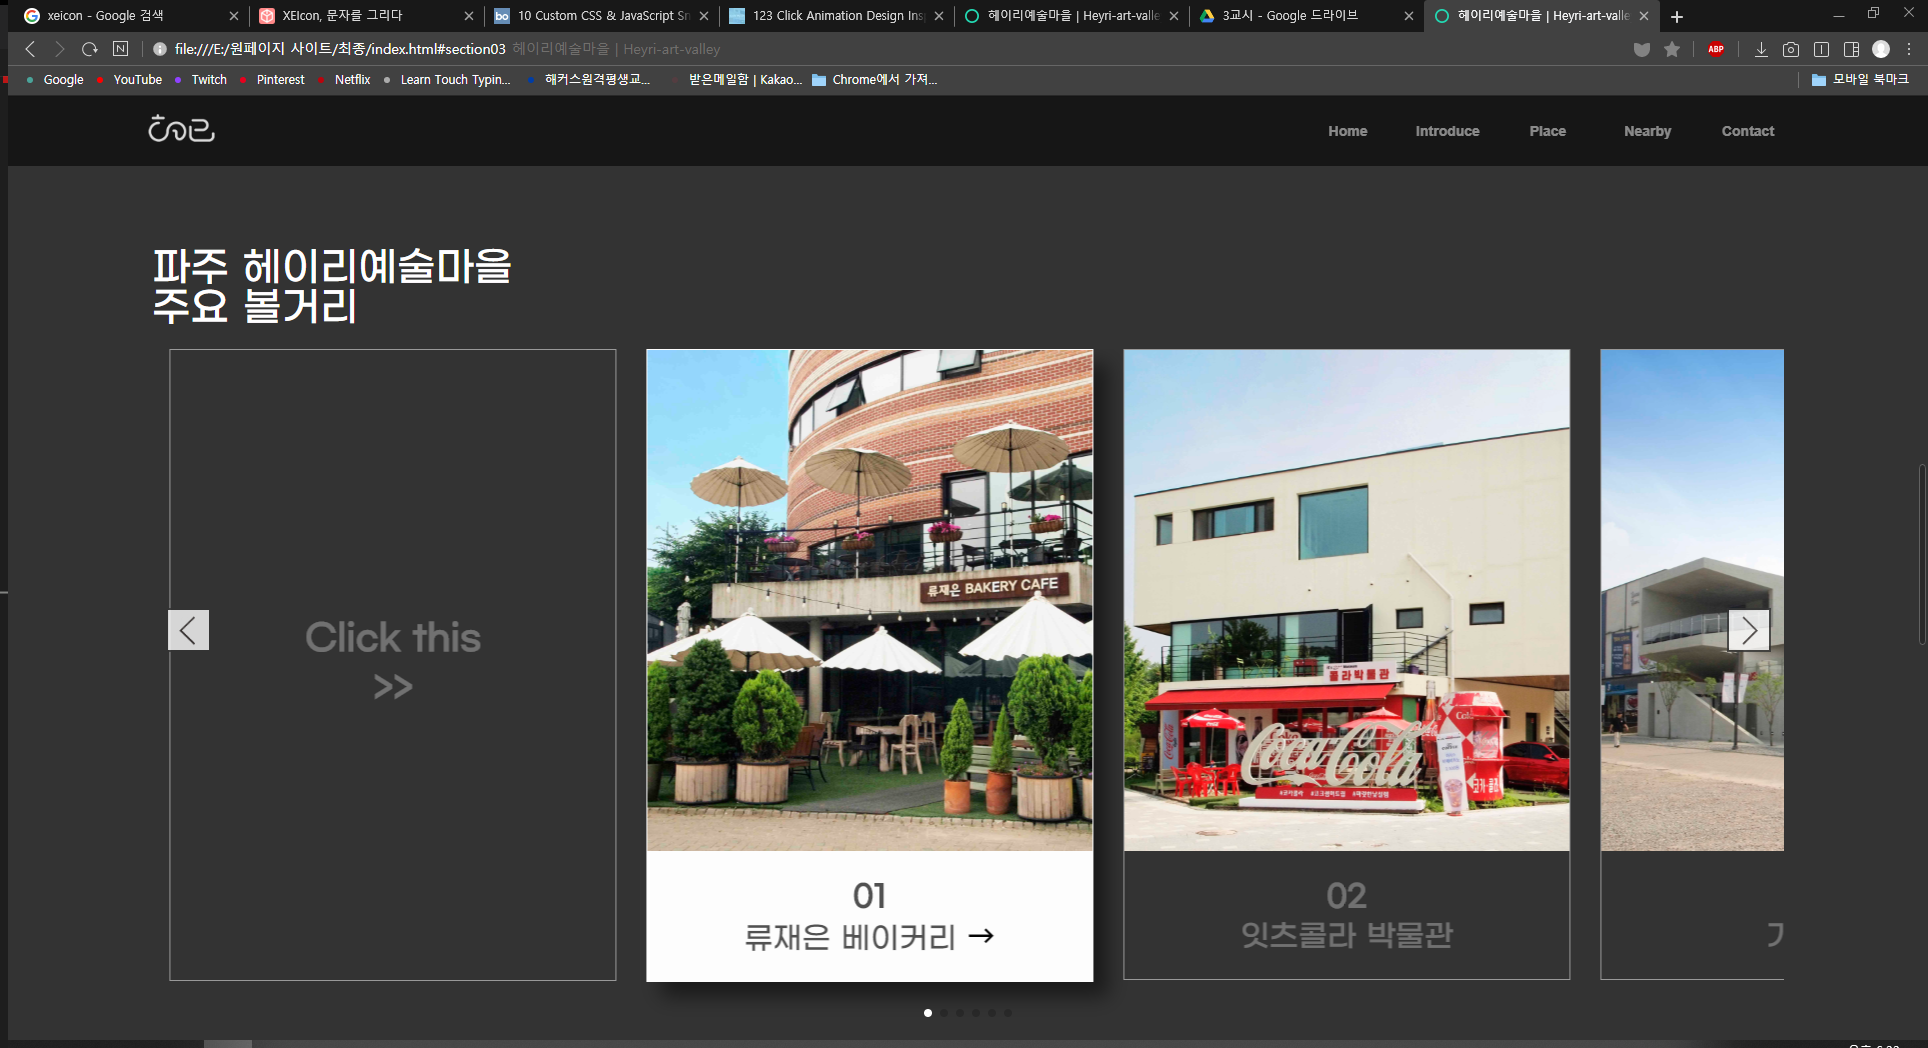 xeicon - Google 검색
XEIcon, 문자를 그리다
10 Custom CSS & JavaScript Sn
123 Click Animation Design Ins
헤이리예술마을 | Heyri-art-valle
3교시 - Google 드라이브
헤이리예술마을 | Heyri-art-valle
file:///E:/원페이지 사이트/최종/index.html#section03 헤이리예술마을 | Heyri-art-valley
ABP
Google
YouTube
Twitch
Pinterest
Netflix
Learn Touch Typin...
해커스원격평생교...
받은메일함 | Kakao...
Chrome에서 가져...
모바일 북마크
Home
Introduce
Place
Nearby
Contact
파주 헤이리예술마을
주요 볼거리
Click this
>>
류재은 BAKERY CAFE
01
류재은 베이커리 →
콜라박물관
Coca-Cola
02
잇츠콜라 박물관